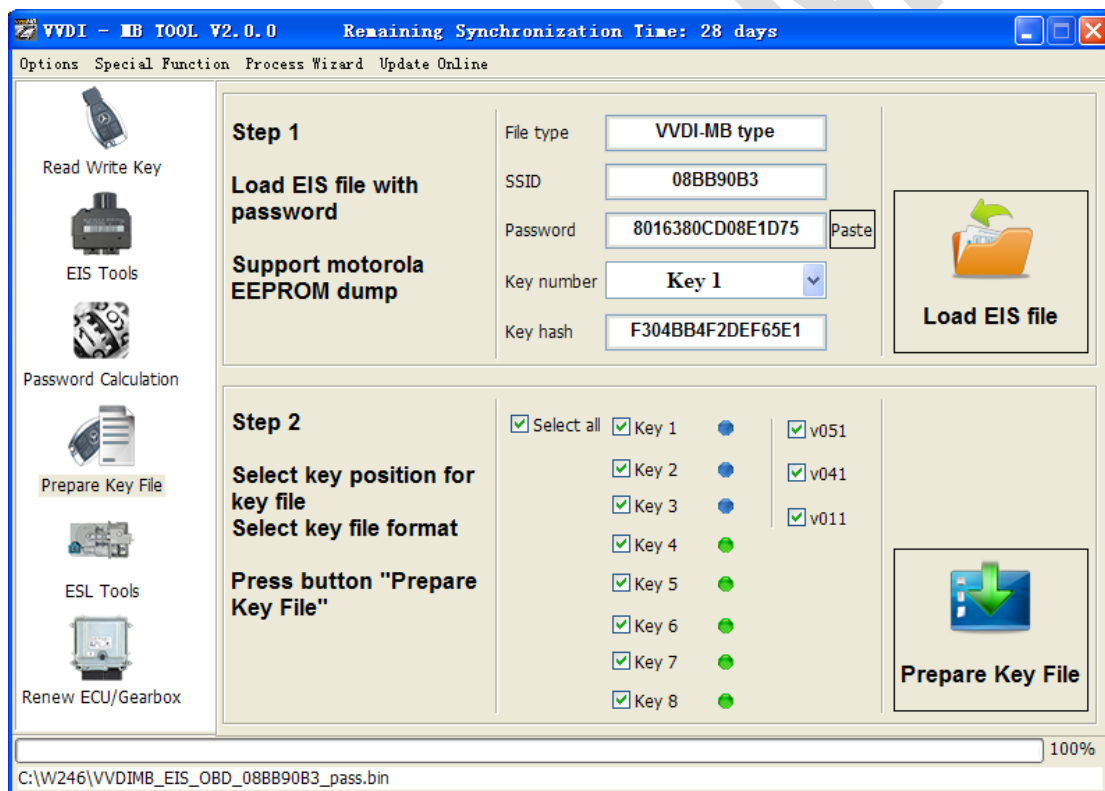 VVDI - MB TOOL V2.0.0 Remaining Synchronization Time: 28 days
Options Special Function Process Wizard Update Online
Read Write Key
EIS Tools
Password Calculation
Prepare Key File
ESL Tools
Renew ECU/Gearbox
Step 1
Load EIS file with
password
Support motorola
EEPROM dump
File type VVDI-MB type
SSID 08BB90B3
Password 8016380CD08E1D75 Paste
Key number Key 1
Key hash F304BB4F2DEF65E1
Load EIS file
Step 2
Select key position for
key file
Select key file format
Press button "Prepare
Key File"
Select all Key 1 v051
Key 2 v041
Key 3 v011
Key 4
Key 5
Key 6
Key 7
Key 8
Prepare Key File
100%
C:\W246\VVDIMB_EIS_OBD_08BB90B3_pass.bin